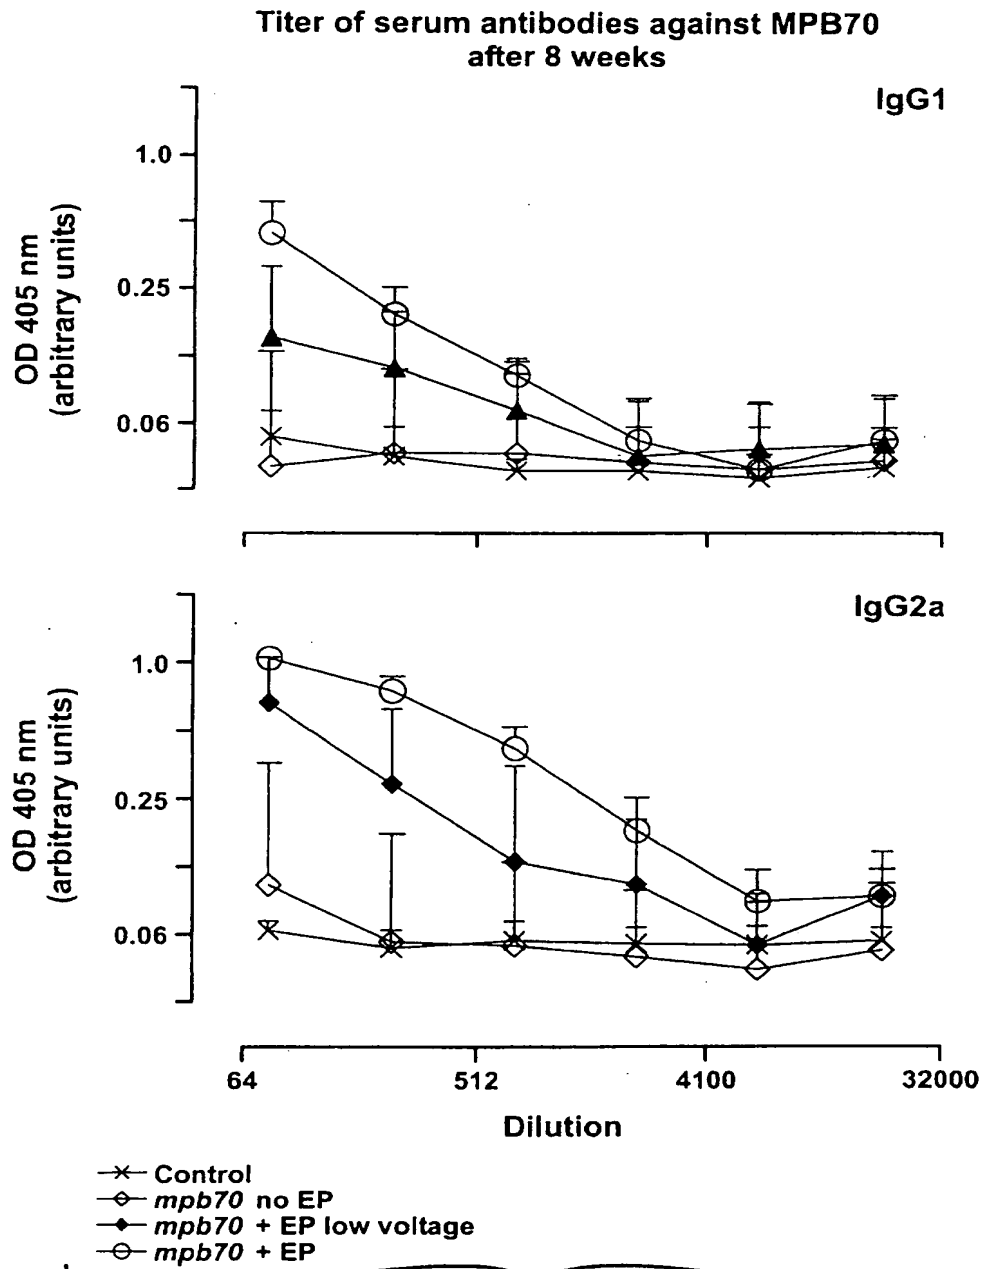 Titer of serum antibodies against MPB70
after 8 weeks
IgG1
1.0
0.25
0.06
OD 405 nm
(arbitrary units)
IgG2a
1.0
0.25
0.06
OD 405 nm
(arbitrary units)
64 512 4100 32000
Dilution
Control
mpb70 no EP
mpb70 + EP low voltage
mpb70 + EP